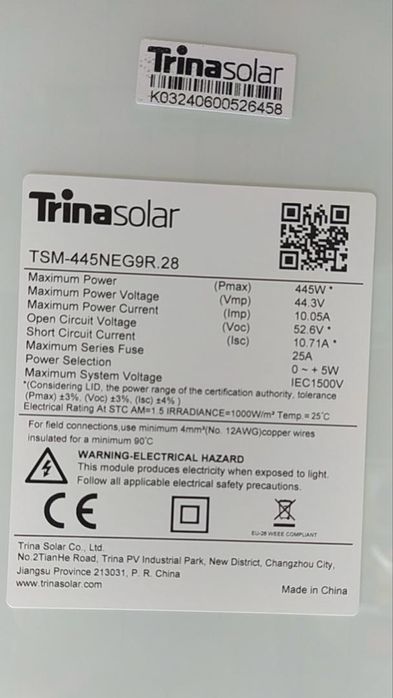 Trinasolar
K03240600526458
Trinasolar
TSM-445NEG9R.28
Maximum Power (Pmax) 445W *
Maximum Power Voltage (Vmp) 44.3V
Maximum Power Current (Imp) 10.05A
Open Circuit Voltage (Voc) 52.6V *
Short Circuit Current (Isc) 10.71A *
Maximum Series Fuse 25A
Power Selection 0 ~ + 5W
Maximum System Voltage IEC1500V
*(Considering LID, the power range of the certification authority, tolerance
(Pmax) ±3%, (Voc) ±3%, (Isc) ±4% )
Electrical Rating At STC AM=1.5 IRRADIANCE=1000W/m² Temp.=25℃
For field connections,use minimum 4mm²(No. 12AWG)copper wires
insulated for a minimum 90℃
WARNING-ELECTRICAL HAZARD
This module produces electricity when exposed to light.
Follow all applicable electrical safety precautions.
CE
EU-28 WEEE COMPLIANT
Trina Solar Co., Ltd.
No.2TianHe Road, Trina PV Industrial Park, New District, Changzhou City,
Jiangsu Province 213031, P. R. China
www.trinasolar.com
Made in China